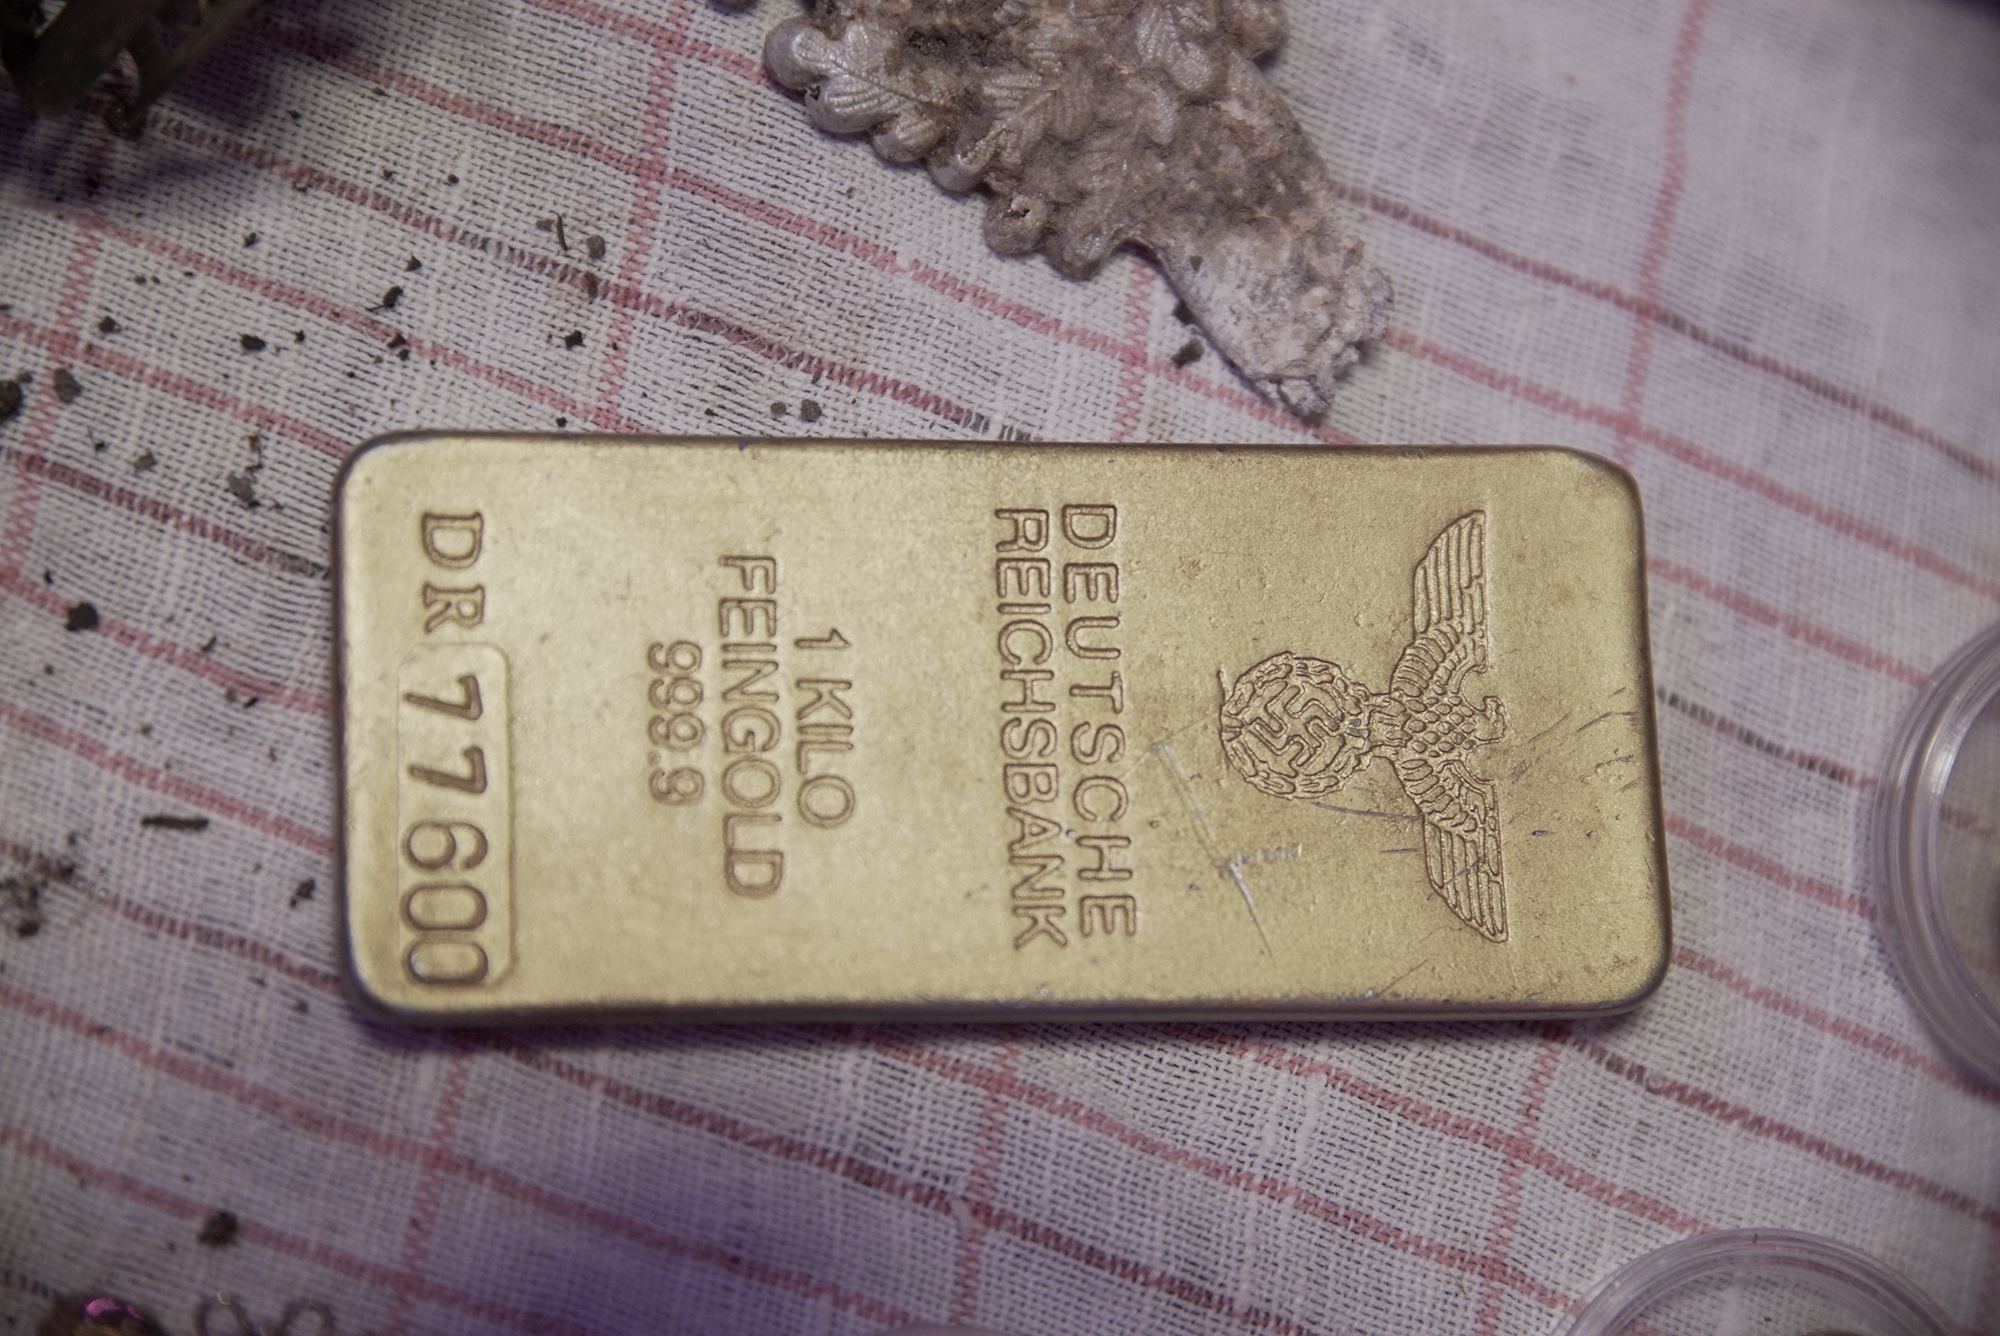 DEUTSCHE
REICHSBANK
1 KILO
FEINGOLD
999.9
DR 77600